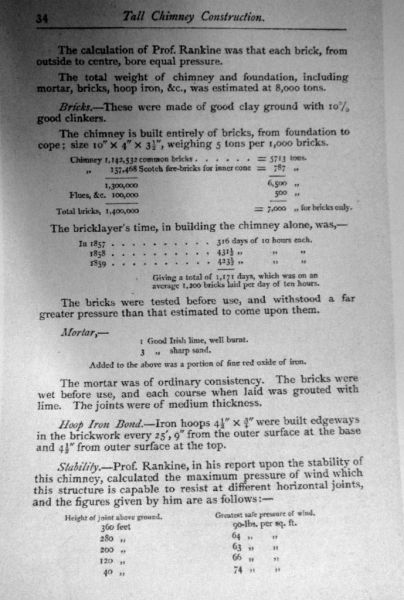 34 Tall Chimney Construction.
The calculation of Prof. Rankine was that each brick, from
outside to centre, bore equal pressure.
The total weight of chimney and foundation, including
mortar, bricks, hoop iron, &c., was estimated at 8,000 tons.
Bricks.—These were made of good clay ground with 10%
good clinkers.
The chimney is built entirely of bricks, from foundation to
cope; size 10" × 4" × 3½", weighing 5 tons per 1,000 bricks.
Chimney 1,142,532 common bricks . . . . . . = 5713 tons.
„ 157,468 Scotch fire-bricks for inner cone = 787 „
1,300,000 6,500 „
Flues, &c. 100,000 500 „
Total bricks, 1,400,000 = 7,000 „ for bricks only.
The bricklayer's time, in building the chimney alone, was,—
In 1857 . . . . . . . . . . 316 days of 10 hours each.
1858 . . . . . . . . . . 431½ „ „ „
1859 . . . . . . . . . . 423½ „ „ „
Giving a total of 1,171 days, which was on an
average 1,200 bricks laid per day of ten hours.
The bricks were tested before use, and withstood a far
greater pressure than that estimated to come upon them.
Mortar,—
1 Good Irish lime, well burnt.
3 „ sharp sand.
Added to the above was a portion of fine red oxide of iron.
The mortar was of ordinary consistency. The bricks were
wet before use, and each course when laid was grouted with
lime. The joints were of medium thickness.
Hoop Iron Bond.—Iron hoops 4½" × ¾" were built edgeways
in the brickwork every 25', 9" from the outer surface at the base
and 4½" from outer surface at the top.
Stability.—Prof. Rankine, in his report upon the stability of
this chimney, calculated the maximum pressure of wind which
this structure is capable to resist at different horizontal joints,
and the figures given by him are as follows:—
Height of joint above ground. Greatest safe pressure of wind.
360 feet 90-lbs. per sq. ft.
280 „ 64 „ „
200 „ 63 „ „
120 „ 66 „ „
40 „ 74 „ „